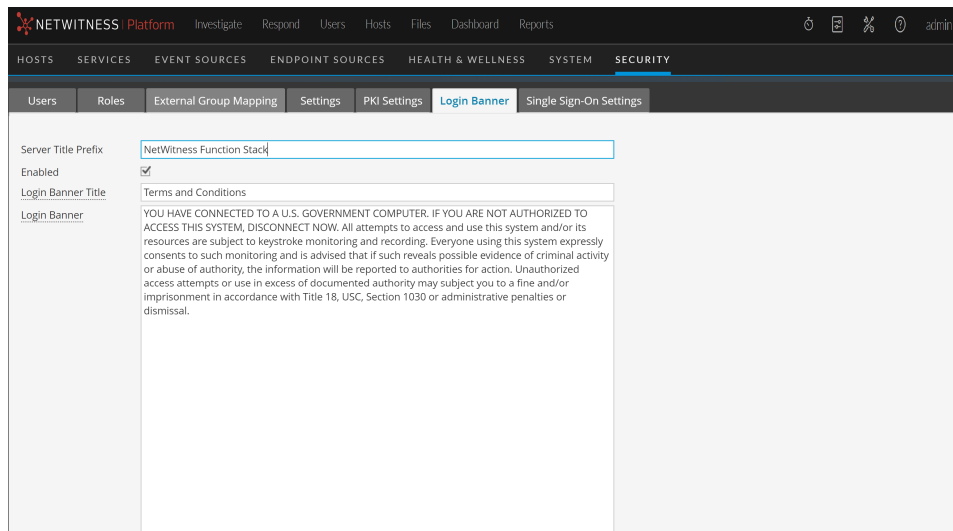 NETWITNESS Platform Investigate Respond Users Hosts Files Dashboard Reports admin
HOSTS SERVICES EVENT SOURCES ENDPOINT SOURCES HEALTH & WELLNESS SYSTEM SECURITY
Users Roles External Group Mapping Settings PKI Settings Login Banner Single Sign-On Settings
Server Title Prefix NetWitness Function Stack
Enabled
Login Banner Title Terms and Conditions
Login Banner YOU HAVE CONNECTED TO A U.S. GOVERNMENT COMPUTER. IF YOU ARE NOT AUTHORIZED TO
ACCESS THIS SYSTEM, DISCONNECT NOW. All attempts to access and use this system and/or its
resources are subject to keystroke monitoring and recording. Everyone using this system expressly
consents to such monitoring and is advised that if such reveals possible evidence of criminal activity
or abuse of authority, the information will be reported to authorities for action. Unauthorized
access attempts or use in excess of documented authority may subject you to a fine and/or
imprisonment in accordance with Title 18, USC, Section 1030 or administrative penalties or
dismissal.